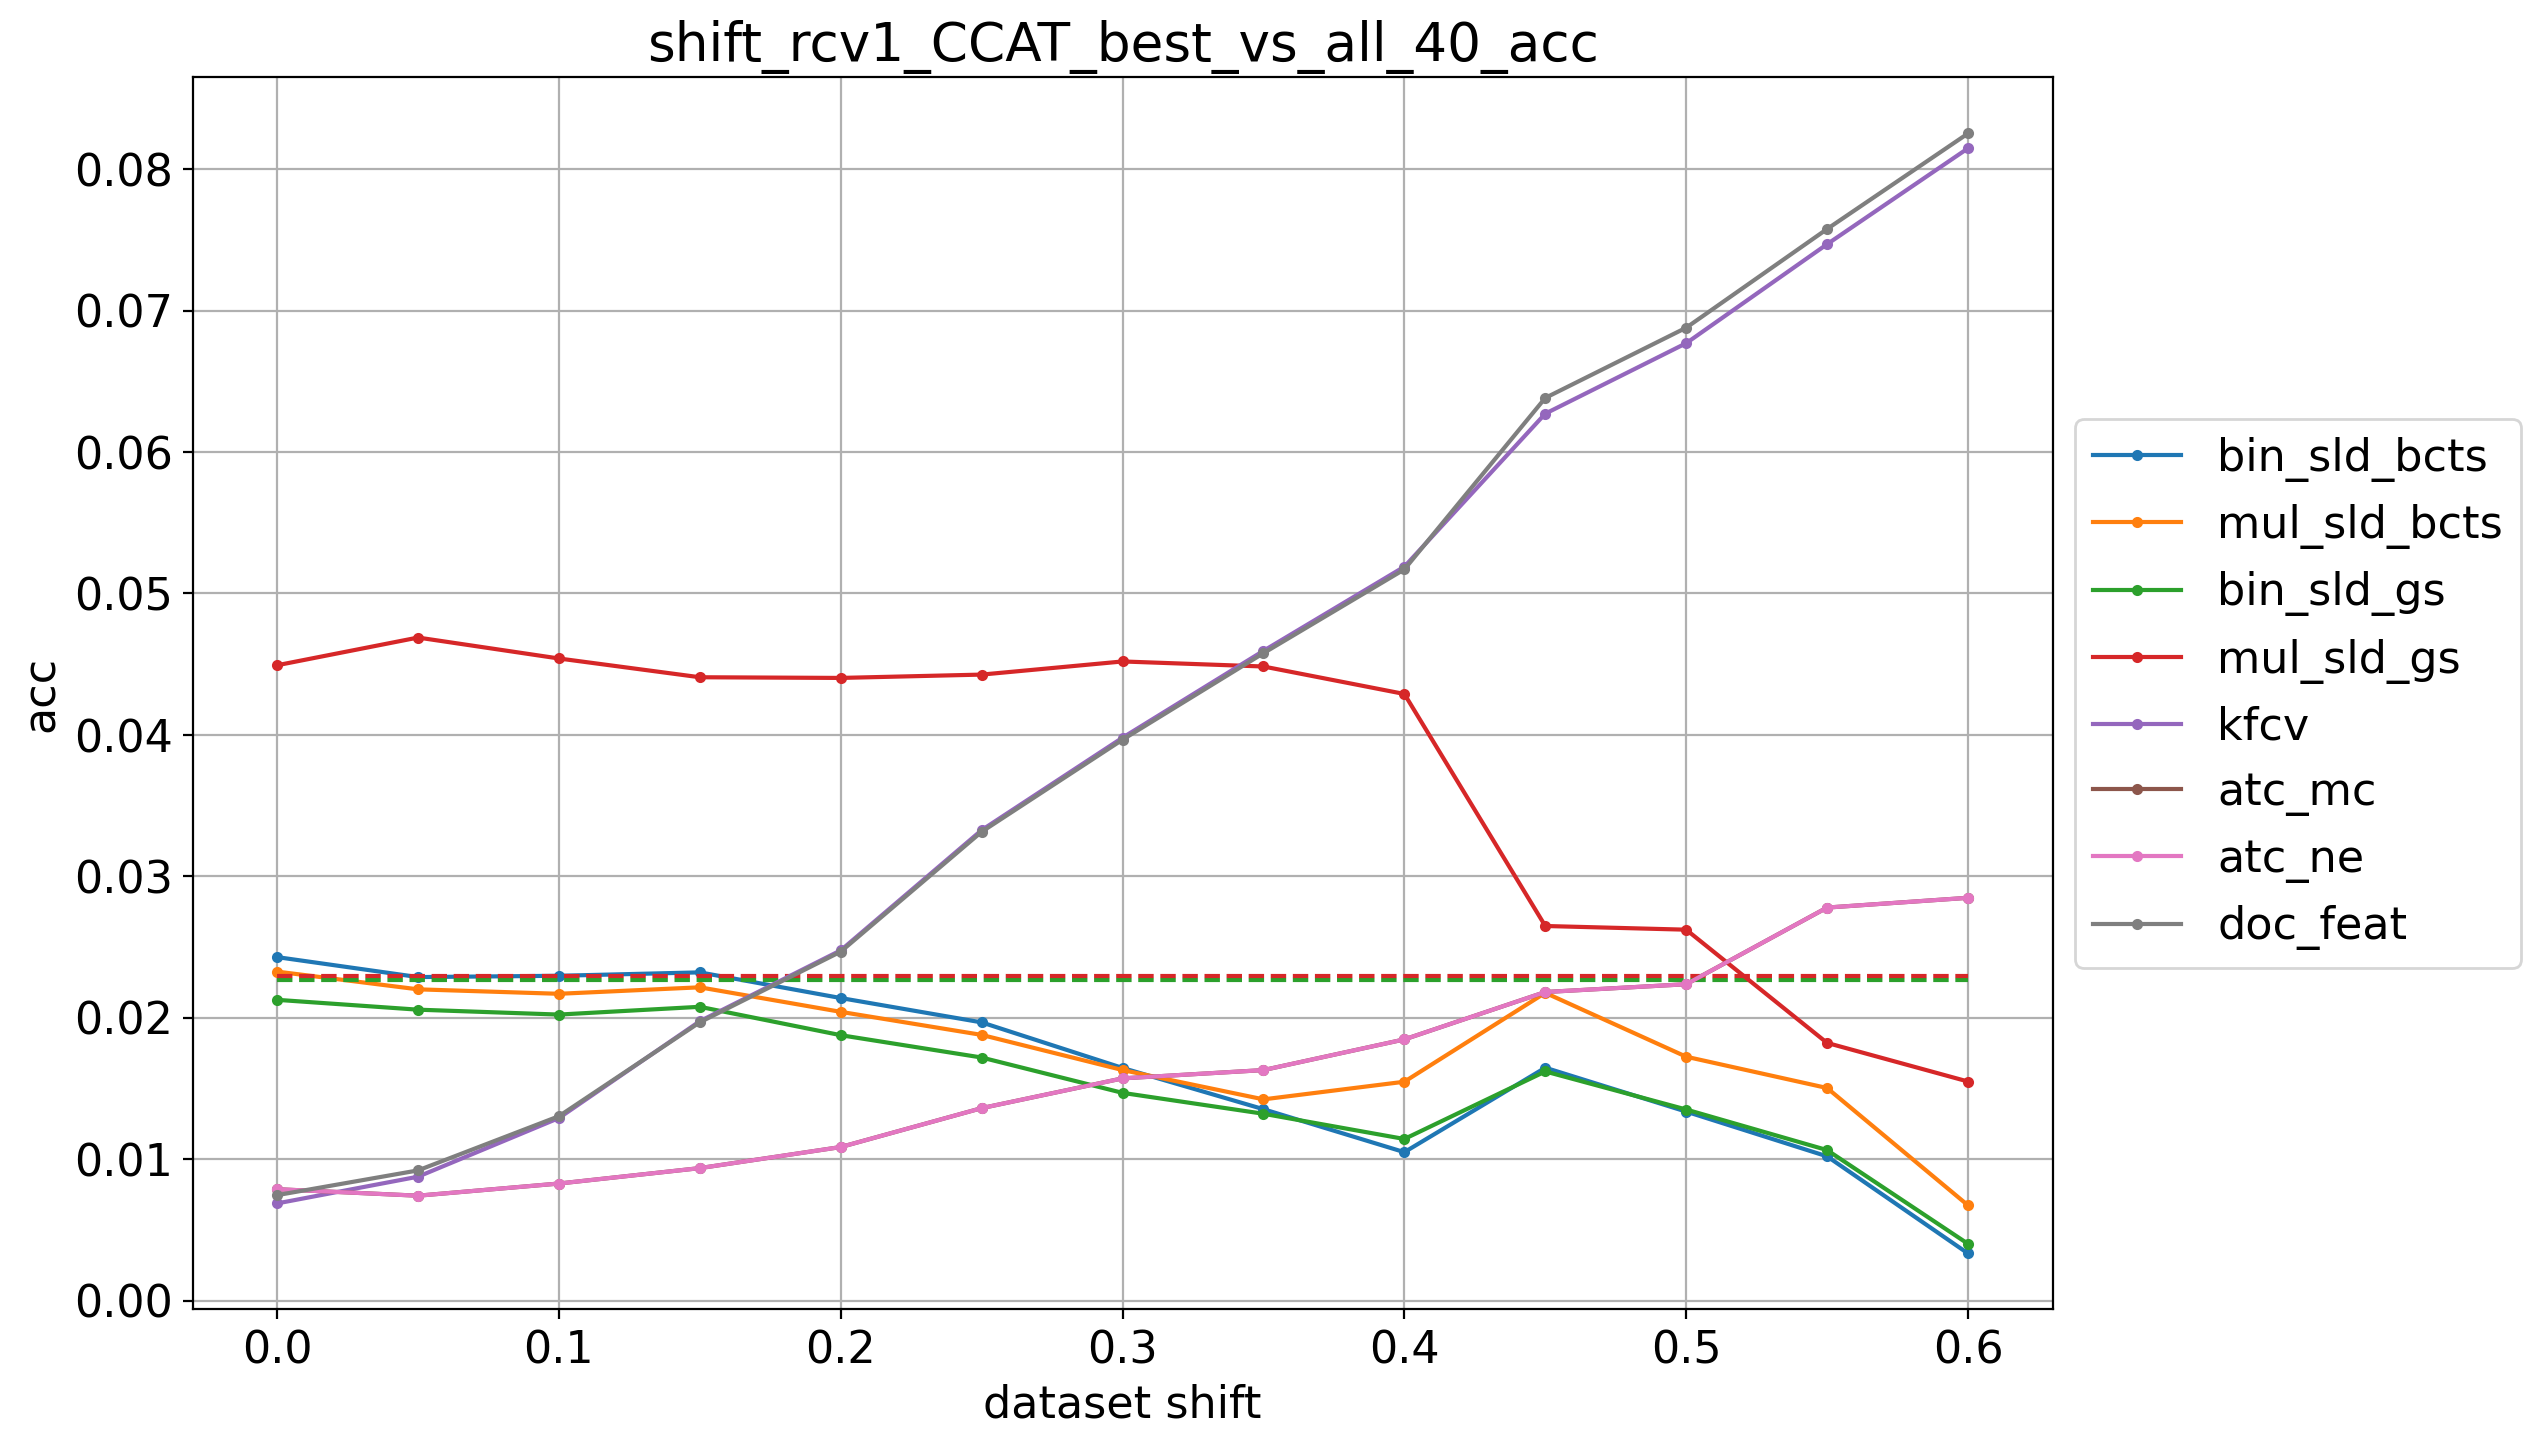 shift_rcv1_CCAT_best_vs_all_40_acc
acc
0.08
0.07
0.06
0.05
0.04
0.03
0.02
0.01
0.00
0.0 0.1 0.2 0.3 0.4 0.5 0.6
dataset shift
bin_sld_bcts
mul_sld_bcts
bin_sld_gs
mul_sld_gs
kfcv
atc_mc
atc_ne
doc_feat